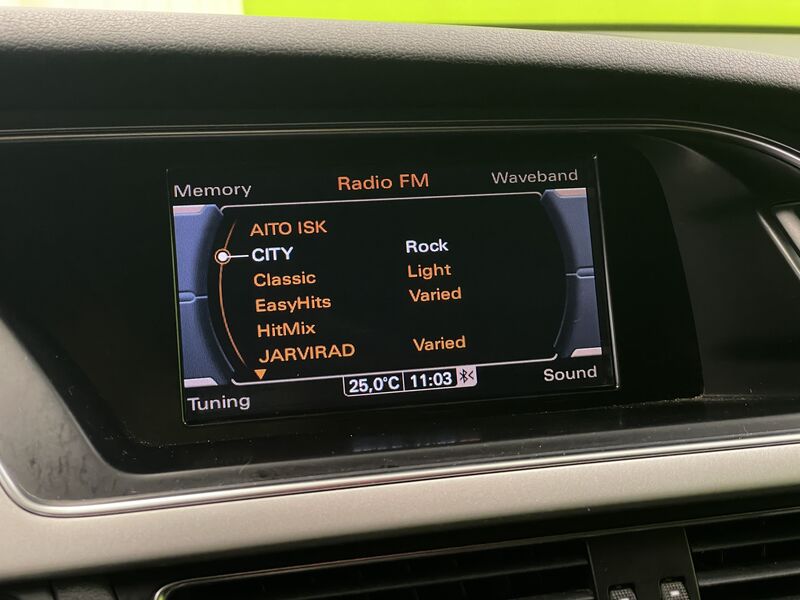 Memory Radio FM Waveband
AITO ISK
CITY Rock
Classic Light
EasyHits Varied
HitMix
JARVIRAD Varied
25,0°C 11:03
Tuning Sound